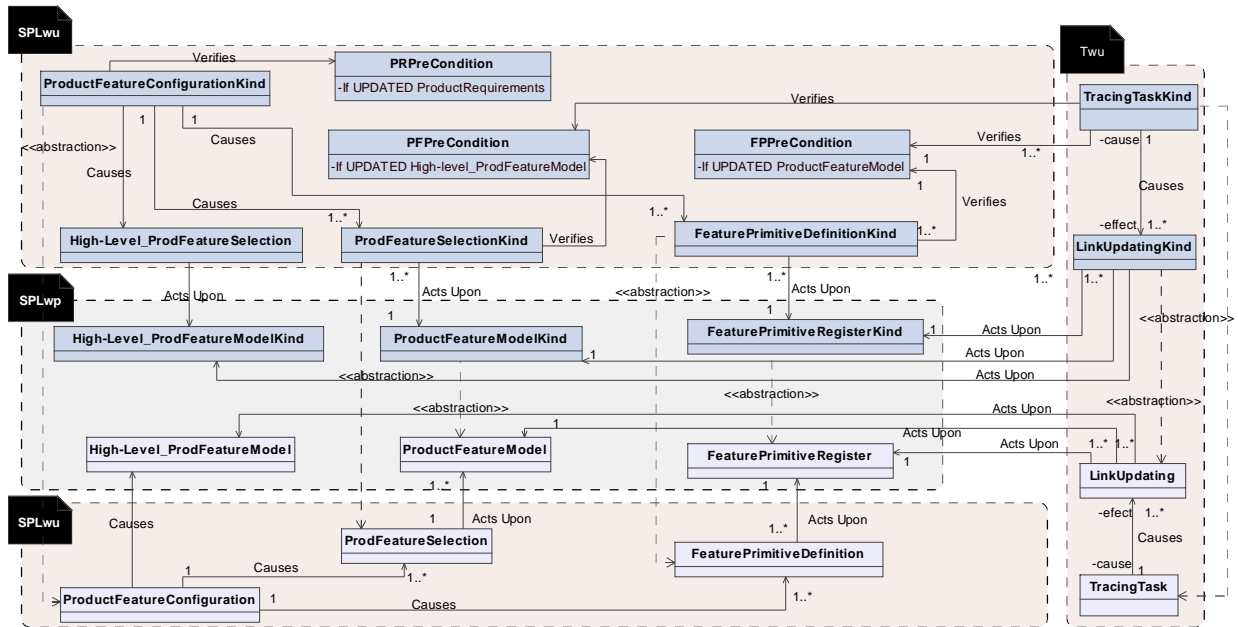 SPLwu
Twu
Verifies
PRPreCondition
ProductFeatureConfigurationKind
-If UPDATED ProductRequirements
TracingTaskKind
Verifies
1
1
Causes
PFPreCondition
FPPreCondition
Verifies
-cause
1
<<abstraction>>
1..*
-If UPDATED High-level_ProdFeatureModel
-If UPDATED ProductFeatureModel
1
Causes
1
Causes
Causes
Verifies
1..*
1..*
-effect
1..*
High-Level_ProdFeatureSelection
ProdFeatureSelectionKind
Verifies
FeaturePrimitiveDefinitionKind
1..*
LinkUpdatingKind
SPLwp
1..*
1..*
1..*
1..*
Acts Upon
Acts Upon
<<abstraction>>
Acts Upon
<<abstraction>>
1
1
High-Level_ProdFeatureModelKind
ProductFeatureModelKind
FeaturePrimitiveRegisterKind
1
Acts Upon
1
Acts Upon
<<abstraction>>
Acts Upon
<<abstraction>>
<<abstraction>>
<<abstraction>>
Acts Upon
1
Acts Upon
High-Level_ProdFeatureModel
ProductFeatureModel
FeaturePrimitiveRegister
Acts Upon
1..*
1..*
1
LinkUpdating
1..*
1
SPLwu
Causes
1
Acts Upon
Acts Upon
-efect
1..*
1..*
ProdFeatureSelection
Causes
FeaturePrimitiveDefinition
1
Causes
1..*
1..*
-cause
1
ProductFeatureConfiguration
1
Causes
TracingTask